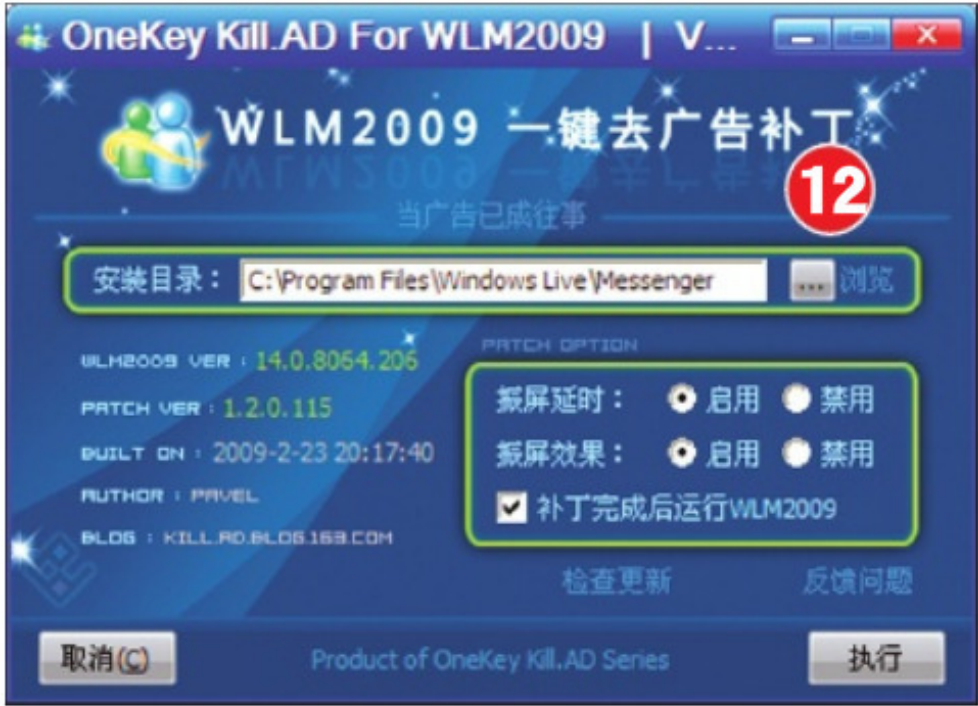 OneKey Kill.AD For WLM2009 | V...
WLM2009 一键去广告补丁
12
当广告已成往事
安装目录： C:\Program Files\Windows Live\Messenger ... 浏览
WLM2009 VER : 14.0.8064.206
PATCH VER : 1.2.0.115
BUILT ON : 2009-2-23 20:17:40
AUTHOR : PAVEL
BLOG : KILL.AD.BLOG.163.COM
PATCH OPTION
振屏延时： 启用 禁用
振屏效果： 启用 禁用
补丁完成后运行WLM2009
检查更新 反馈问题
取消(C) Product of OneKey Kill.AD Series 执行